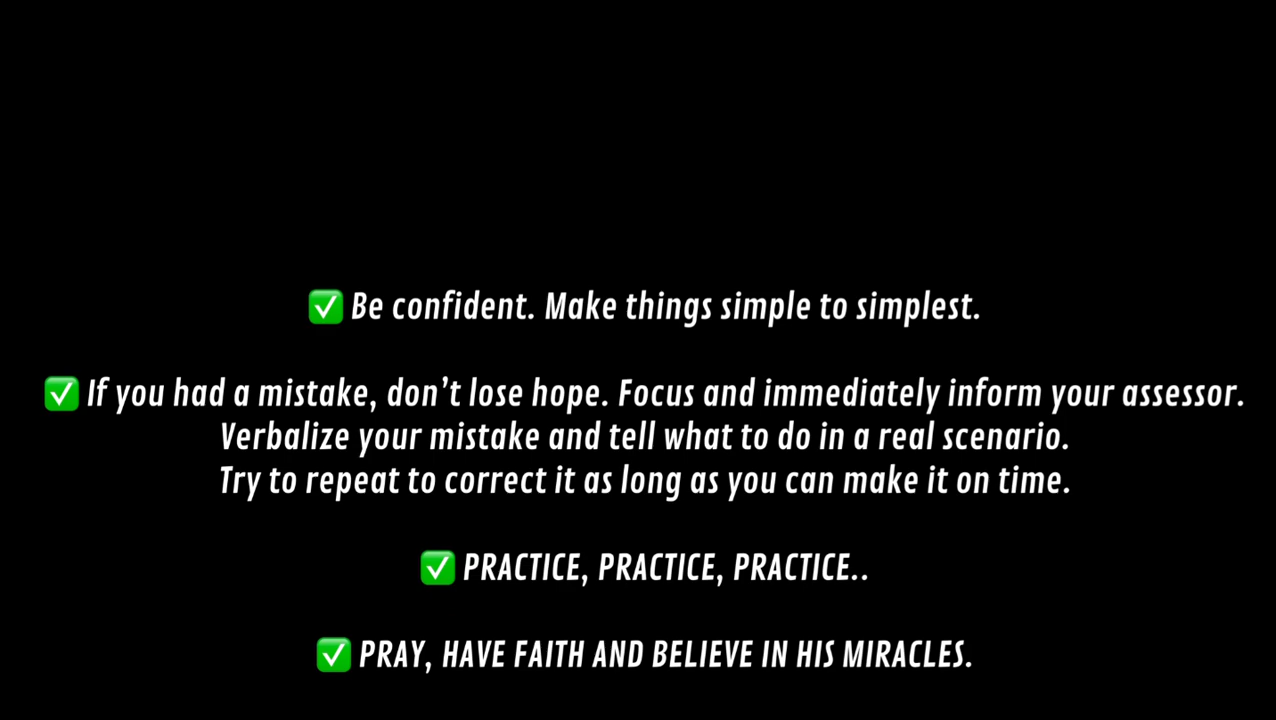 ✅ Be confident. Make things simple to simplest.
✅ If you had a mistake, don’t lose hope. Focus and immediately inform your assessor.
Verbalize your mistake and tell what to do in a real scenario.
Try to repeat to correct it as long as you can make it on time.
✅ PRACTICE, PRACTICE, PRACTICE..
✅ PRAY, HAVE FAITH AND BELIEVE IN HIS MIRACLES.